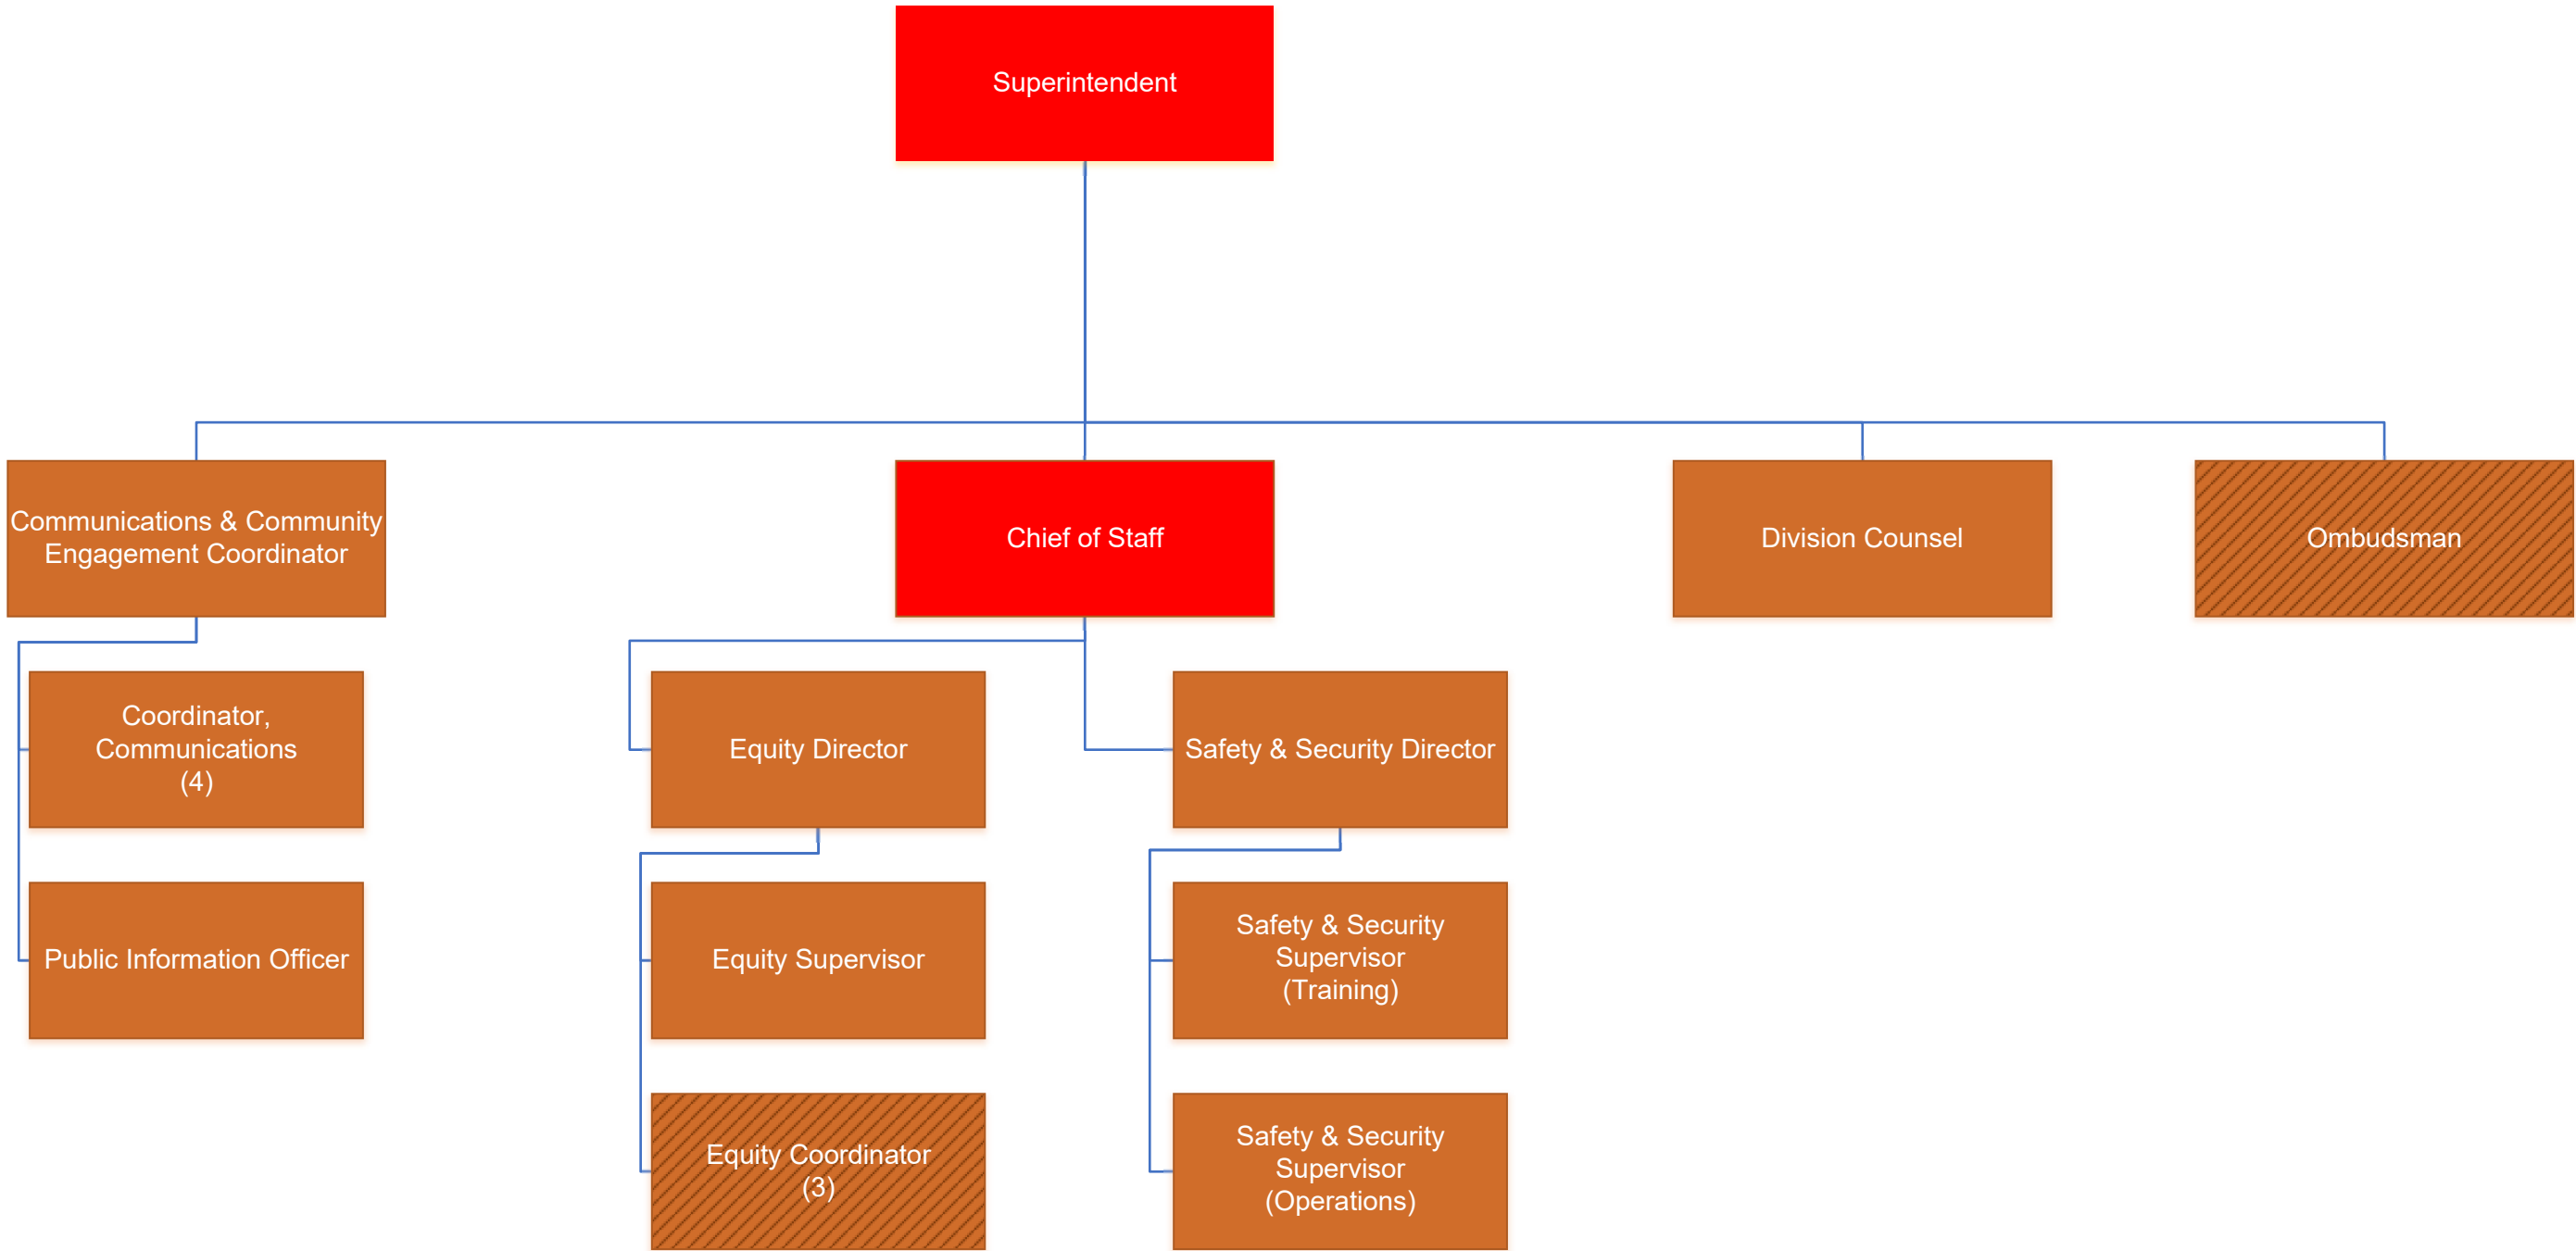 Superintendent
Communications & Community
Engagement Coordinator
Chief of Staff
Division Counsel
Ombudsman
Coordinator,
Communications
(4)
Equity Director
Safety & Security Director
Public Information Officer
Equity Supervisor
Safety & Security
Supervisor
(Training)
Equity Coordinator
(3)
Safety & Security
Supervisor
(Operations)